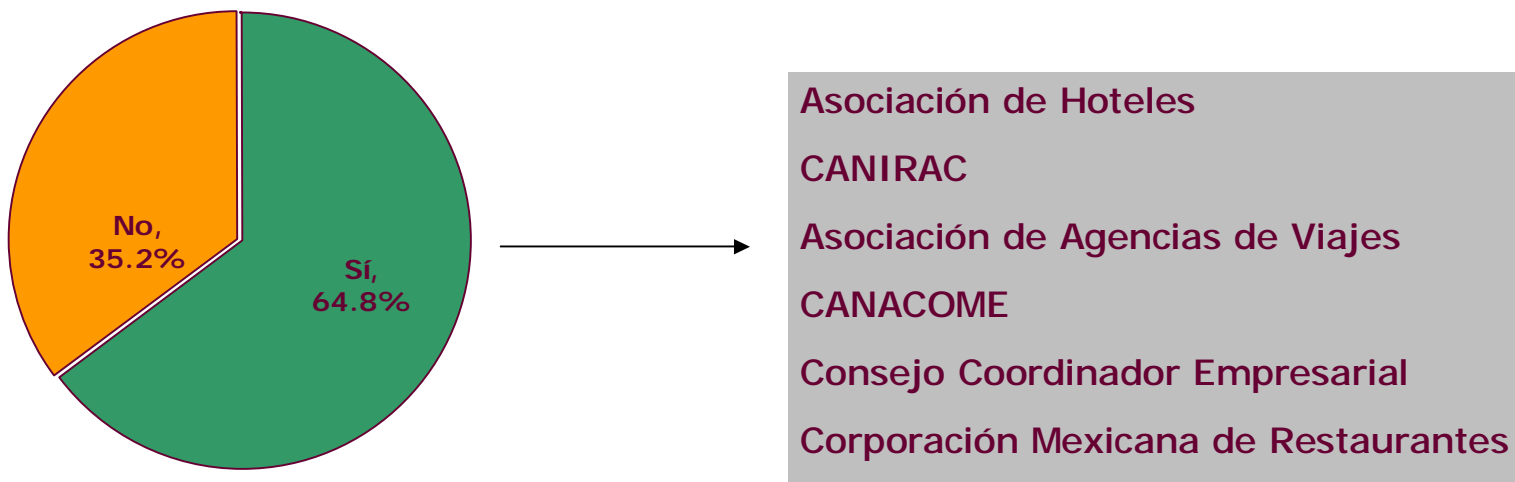 No,
35.2%
Sí,
64.8%
Asociación de Hoteles
CANIRAC
Asociación de Agencias de Viajes
CANACOME
Consejo Coordinador Empresarial
Corporación Mexicana de Restaurantes